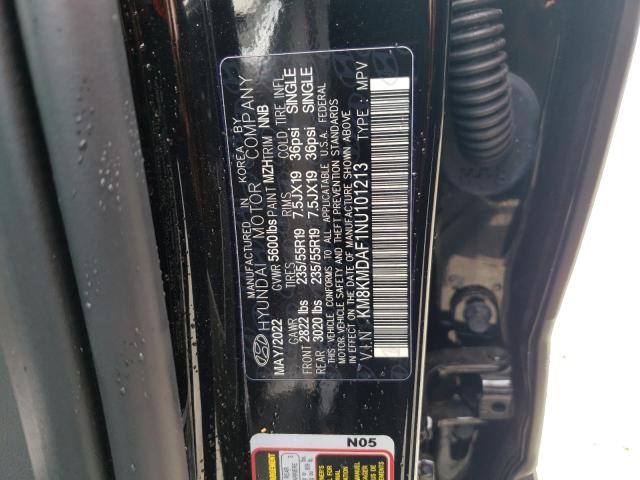 MANUFACTURED IN KOREA BY
HYUNDAI MOTOR COMPANY
MAY/2022 GVWR 5600lbs PAINT MZH TRIM NNB
GAWR TIRES RIMS COLD TIRE INFL
FRONT 2822 lbs 235/55R19 7.5JX19 36psi SINGLE
REAR 3020 lbs 235/55R19 7.5JX19 36psi SINGLE
THIS VEHICLE CONFORMS TO ALL APPLICABLE U.S.A. FEDERAL
MOTOR VEHICLE SAFETY AND THEFT PREVENTION STANDARDS
IN EFFECT ON THE DATE OF MANUFACTURE SHOWN ABOVE
V.I.N: KM8KMDAF1NU101213 TYPE : MPV
N05
REAR